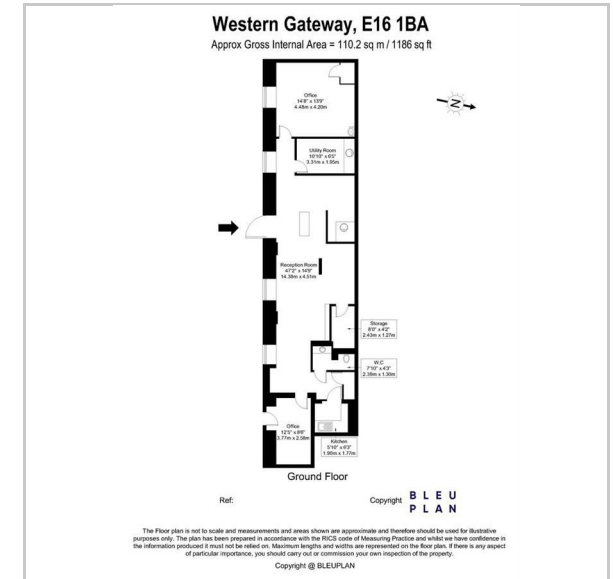 Western Gateway, E16 1BA
Approx Gross Internal Area = 110.2 sq m / 1186 sq ft
Office
14'8" x 13'9"
4.48m x 4.20m
N
Utility Room
10'10" x 6'5"
3.31m x 1.95m
Reception Room
47'2" x 14'9"
14.38m x 4.51m
Storage
8'0" x 4'2"
2.43m x 1.27m
W.C
7'10" x 4'3"
2.38m x 1.30m
Office
12'5" x 8'6"
3.77m x 2.58m
Kitchen
5'10" x 6'3"
1.90m x 1.77m
Ground Floor
Ref:
Copyright
BLEU
PLAN
The Floor plan is not to scale and measurements and areas shown are approximate and therefore should be used for illustrative
purposes only. The plan has been prepared in accordance with the RICS code of Measuring Practice and whilst we have confidence in
the information produced it must not be relied on. Maximum lengths and widths are represented on the floor plan. If there is any aspect
of particular importance, you should carry out or commission your own inspection of the property.
Copyright @ BLEUPLAN